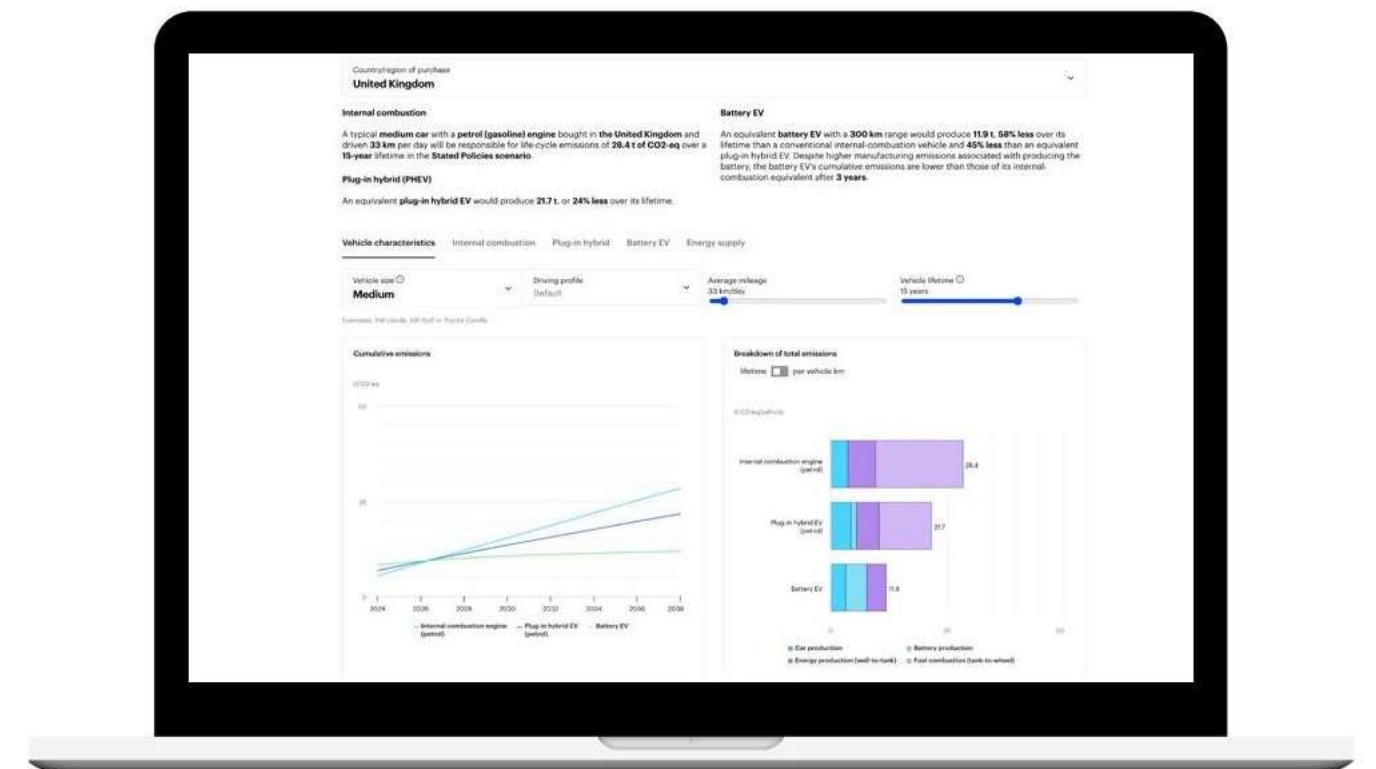 Country/region of purchase
United Kingdom
Internal combustion
A typical medium car with a petrol (gasoline) engine bought in the United Kingdom and
driven 33 km per day will be responsible for life-cycle emissions of 28.4 t of CO2-eq over a
15-year lifetime in the Stated Policies scenario.
Plug-in hybrid (PHEV)
An equivalent plug-in hybrid EV would produce 21.7 t, or 24% less over its lifetime.
Battery EV
An equivalent battery EV with a 300 km range would produce 11.9 t, 58% less over its
lifetime than a conventional internal-combustion vehicle and 45% less than an equivalent
plug-in hybrid EV. Despite higher manufacturing emissions associated with producing the
battery, the battery EV's cumulative emissions are lower than those of its internal-
combustion equivalent after 3 years.
Vehicle characteristics Internal combustion Plug-in hybrid Battery EV Energy supply
Vehicle size
Medium
Driving profile
Default
Average mileage
33 km/day
Vehicle lifetime
15 years
Cumulative emissions
tCO2-eq
50
25
0
2024 2026 2028 2030 2032 2034 2036 2038
Internal combustion engine
(petrol)
Plug-in hybrid EV
(petrol)
Battery EV
Breakdown of total emissions
lifetime per vehicle km
tCO2-eq/vehicle
Internal combustion engine
(petrol)
28.4
Plug-in hybrid EV
(petrol)
21.7
Battery EV
11.9
0 25 50
Car production Battery production
Energy production (well-to-tank) Fuel combustion (tank-to-wheel)